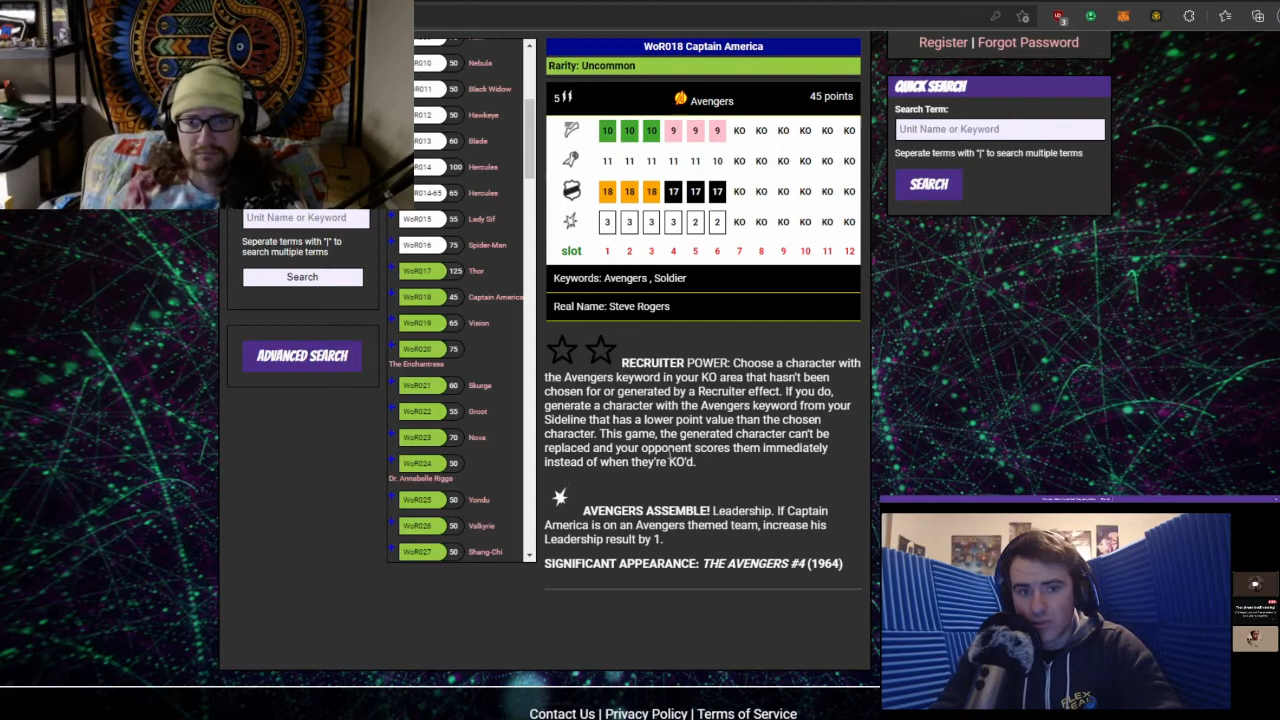 Register | Forgot Password
QUICK SEARCH
Search Term:
Unit Name or Keyword
Seperate terms with "|" to search multiple terms
SEARCH
Unit Name or Keyword
Seperate terms with "|" to
search multiple terms
Search
ADVANCED SEARCH
50 Nebula
50 Black Widow
WoR012 50 Hawkeye
WoR013 60 Blade
WoR014 100 Hercules
65 Hercules
WoR015 55 Lady Sif
WoR016 75 Spider-Man
WoR017 125 Thor
WoR018 45 Captain America
WoR019 65 Vision
WoR020 75
The Enchantress
WoR021 60 Skurge
WoR022 55 Groot
WoR023 70 Nova
WoR024 50
Dr. Annabelle Riggs
WoR025 50 Yondu
WoR026 50 Valkyrie
WoR027 50 Shang-Chi
WoR018 Captain America
Rarity: Uncommon
5 Avengers 45 points
10 10 10 9 9 9 KO KO KO KO KO KO
11 11 11 11 11 10 KO KO KO KO KO KO
18 18 18 17 17 17 KO KO KO KO KO KO
3 3 3 3 2 2 KO KO KO KO KO KO
slot 1 2 3 4 5 6 7 8 9 10 11 12
Keywords: Avengers , Soldier
Real Name: Steve Rogers
RECRUITER POWER: Choose a character with
the Avengers keyword in your KO area that hasn't been
chosen for or generated by a Recruiter effect. If you do,
generate a character with the Avengers keyword from your
Sideline that has a lower point value than the chosen
character. This game, the generated character can't be
replaced and your opponent scores them immediately
instead of when they're KO'd.
AVENGERS ASSEMBLE! Leadership. If Captain
America is on an Avengers themed team, increase his
Leadership result by 1.
SIGNIFICANT APPEARANCE: THE AVENGERS #4 (1964)
Contact Us | Privacy Policy | Terms of Service